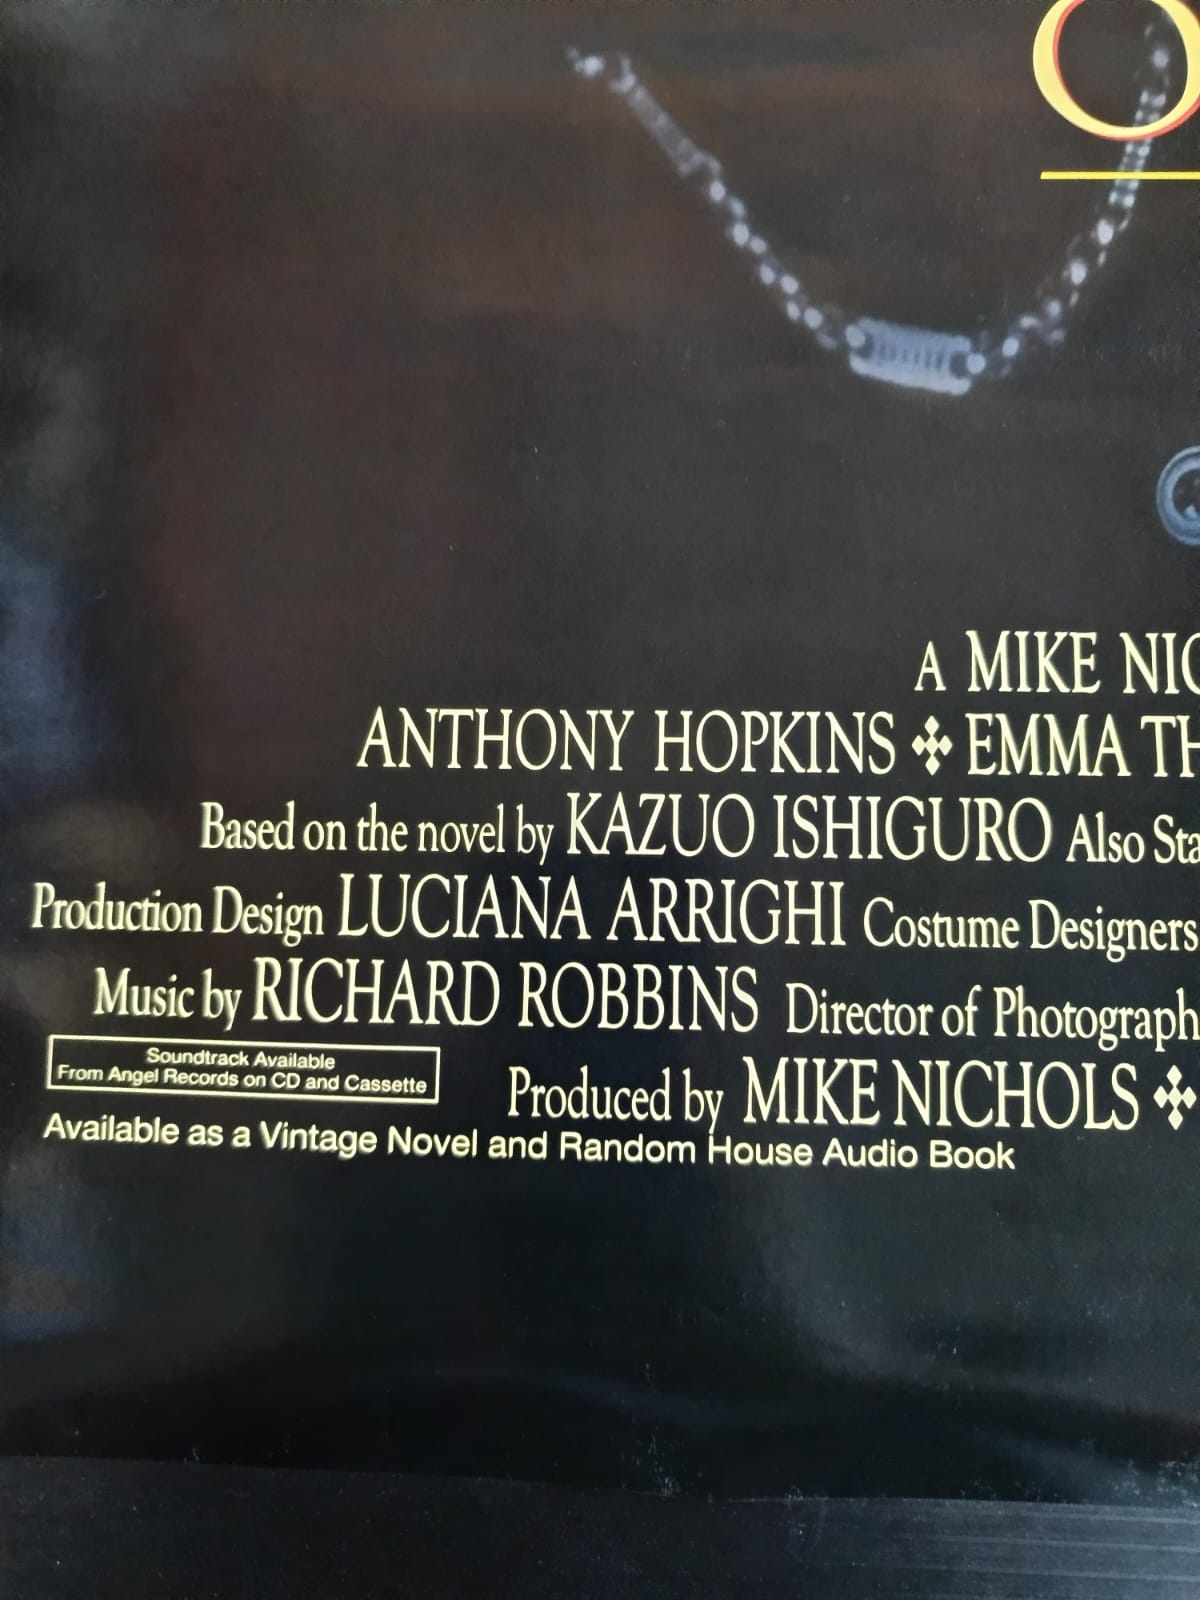 O
A MIKE NIC
ANTHONY HOPKINS ✤ EMMA TH
Based on the novel by KAZUO ISHIGURO Also Sta
Production Design LUCIANA ARRIGHI Costume Designers
Music by RICHARD ROBBINS Director of Photograph
Soundtrack Available
From Angel Records on CD and Cassette
Produced by MIKE NICHOLS ✤
Available as a Vintage Novel and Random House Audio Book